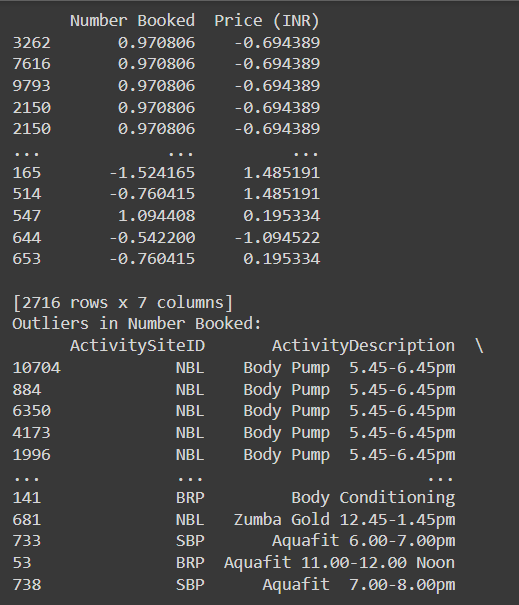 Number Booked  Price (INR)
3262       0.970806    -0.694389
7616       0.970806    -0.694389
9793       0.970806    -0.694389
2150       0.970806    -0.694389
2150       0.970806    -0.694389
...             ...          ...
165       -1.524165     1.485191
514       -0.760415     1.485191
547        1.094408     0.195334
644       -0.542200    -1.094522
653       -0.760415     0.195334
[2716 rows x 7 columns]
Outliers in Number Booked:
ActivitySiteID       ActivityDescription  \
10704            NBL    Body Pump  5.45-6.45pm
884              NBL    Body Pump  5.45-6.45pm
6350             NBL    Body Pump  5.45-6.45pm
4173             NBL    Body Pump  5.45-6.45pm
1996             NBL    Body Pump  5.45-6.45pm
...              ...                       ...
141              BRP         Body Conditioning
681              NBL   Zumba Gold 12.45-1.45pm
733              SBP       Aquafit 6.00-7.00pm
53               BRP  Aquafit 11.00-12.00 Noon
738              SBP      Aquafit  7.00-8.00pm